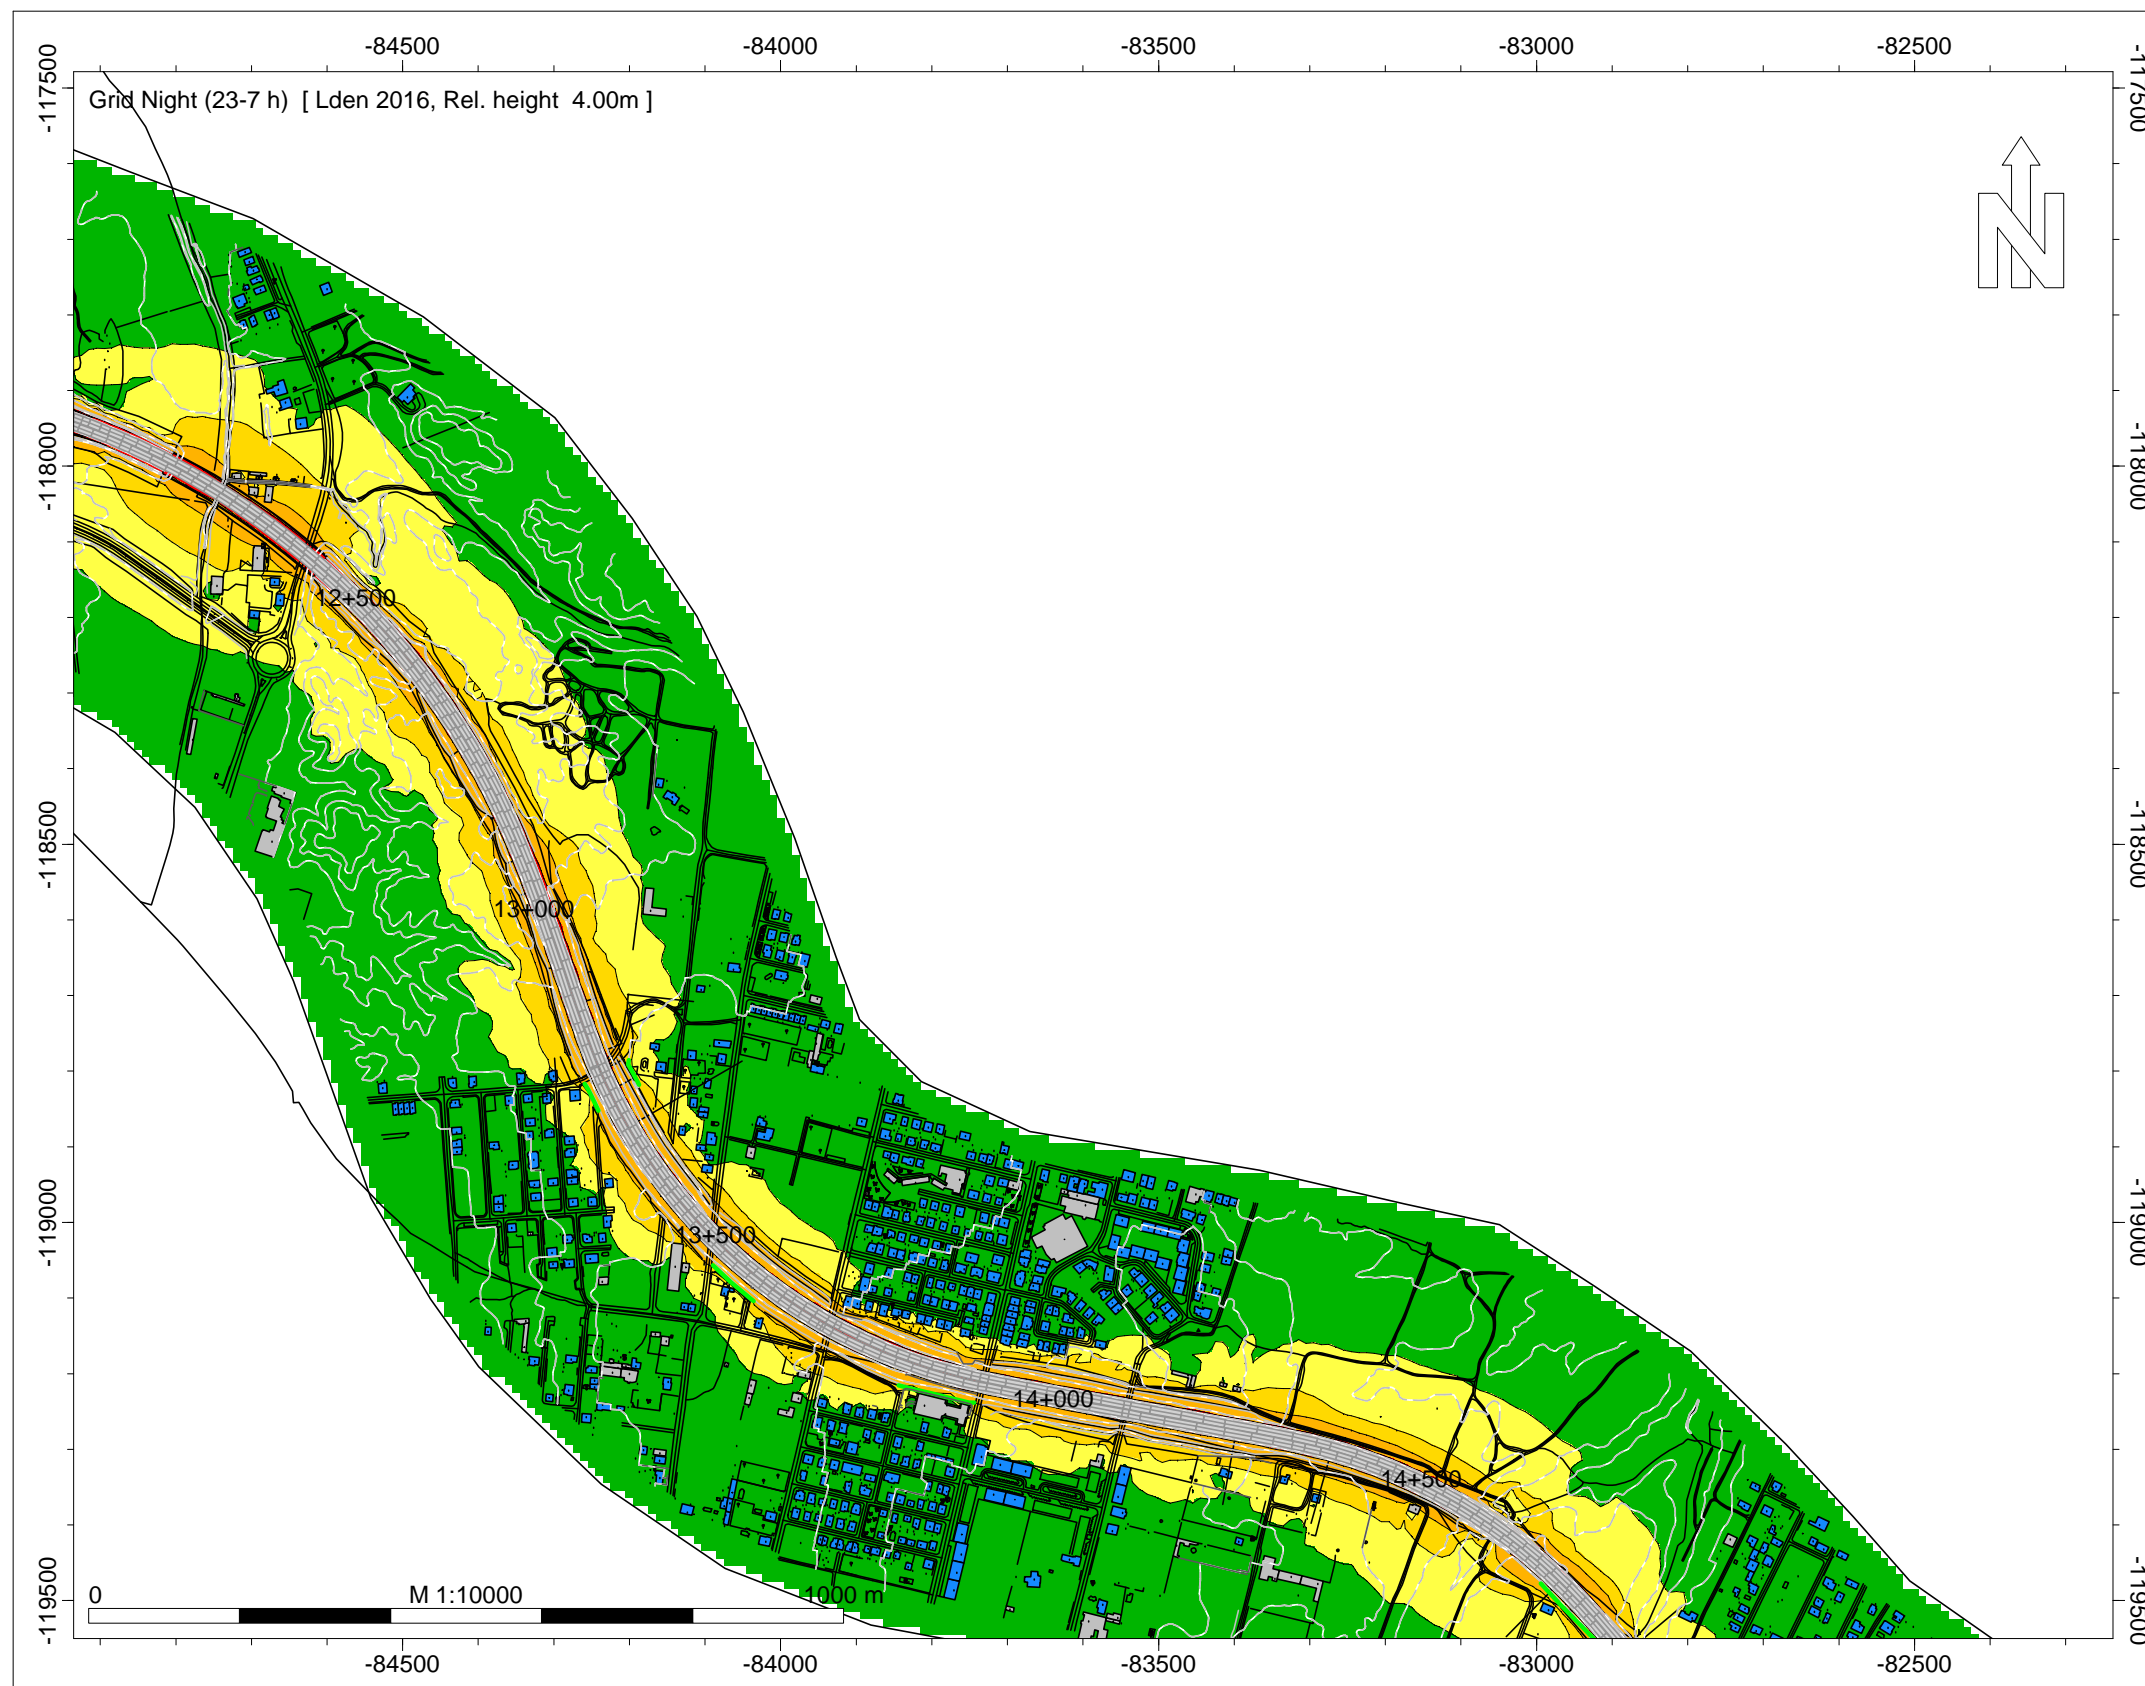 -84500 -84000 -83500 -83000 -82500
-117500 -117500
Grid Night (23-7 h) [ Lden 2016, Rel. height 4.00m ]
N
-118000 -118000
12+500
-118500 -118500
13+000
-119000 -119000
13+500
14+000
14+500
-119500 -119500
0 M 1:10000 1000 m
-84500 -84000 -83500 -83000 -82500